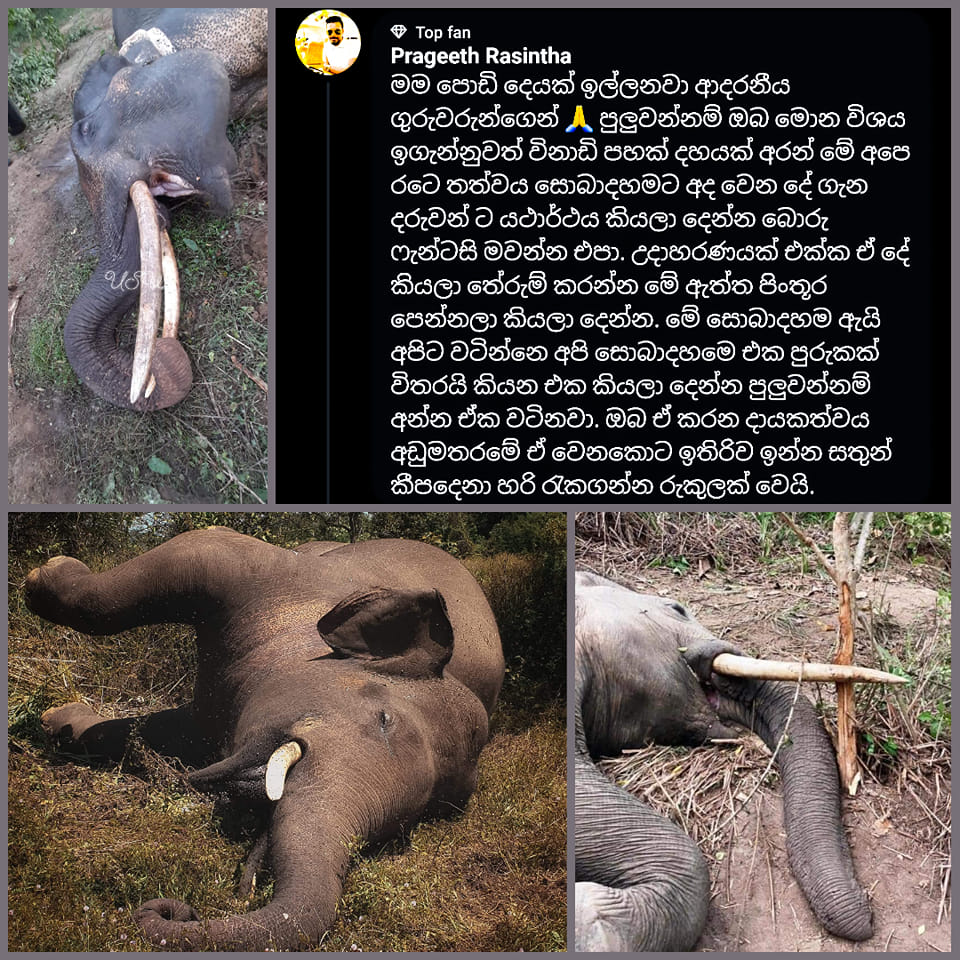 Top fan
Prageeth Rasintha
මම පොඩි දෙයක් ඉල්ලනවා ආදරනීය
ගුරුවරුන්ගෙන් 🙏 පුලුවන්නම් ඔබ මොන විශය
ඉගැන්නුවත් විනාඩි පහක් දහයක් අරන් මේ අපෙ
රටෙ තත්වය සොබාදහමට අද වෙන දේ ගැන
දරුවන් ට යථාර්ථය කියලා දෙන්න බොරු
ෆැන්ටසි මවන්න එපා. උදාහරණයක් එක්ක ඒ දේ
කියලා තේරුම් කරන්න මේ ඇත්ත පිංතූර
පෙන්නලා කියලා දෙන්න. මේ සොබාදහම ඇයි
අපිට වටින්නෙ අපි සොබාදහමෙ එක පුරුකක්
විතරයි කියන එක කියලා දෙන්න පුලුවන්නම්
අන්න ඒක වටිනවා. ඔබ ඒ කරන දායකත්වය
අඩුමතරමේ ඒ වෙනකොට ඉතිරිව ඉන්න සතුන්
කීපදෙනා හරි රැකගන්න රුකුලක් වෙයි.